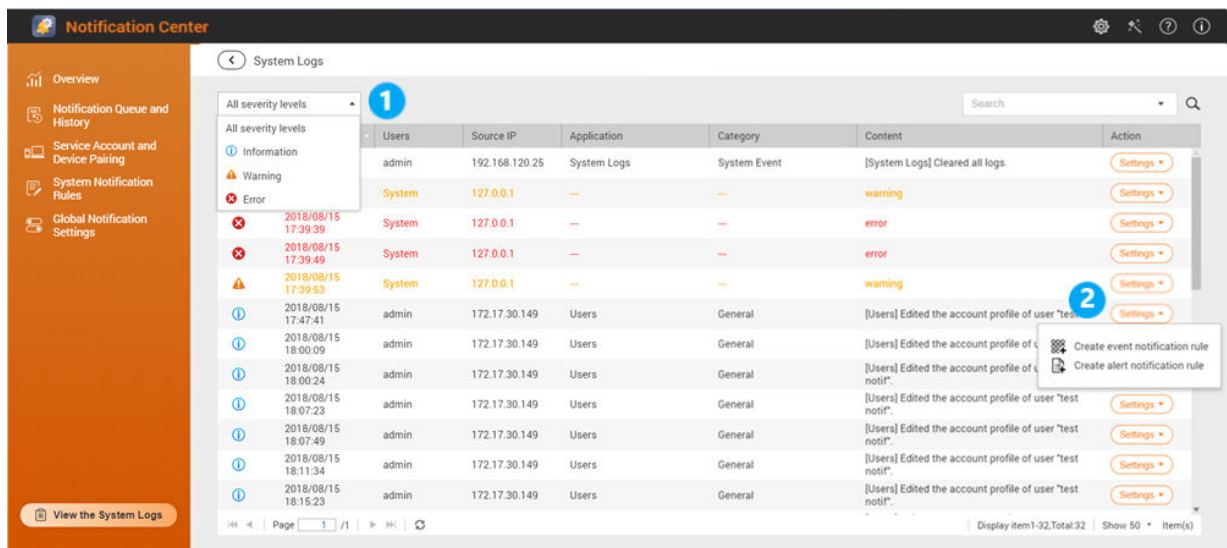 Notification Center
System Logs
Overview
Notification Queue and
History
Service Account and
Device Pairing
System Notification
Rules
Global Notification
Settings
View the System Logs
All severity levels
1
Search
All severity levels
Information
Warning
Error
Users Source IP Application Category Content Action
admin 192.168.120.25 System Logs System Event [System Logs] Cleared all logs. Settings
System 127.0.0.1 --- --- warning Settings
2018/08/15
17:39:39 System 127.0.0.1 --- --- error Settings
2018/08/15
17:39:49 System 127.0.0.1 --- --- error Settings
2018/08/15
17:39:53 System 127.0.0.1 --- --- warning Settings
2
2018/08/15
17:47:41 admin 172.17.30.149 Users General [Users] Edited the account profile of user "test Settings
Create event notification rule
Create alert notification rule
2018/08/15
18:00:09 admin 172.17.30.149 Users General [Users] Edited the account profile of
2018/08/15
18:00:24 admin 172.17.30.149 Users General [Users] Edited the account profile of
notif".
2018/08/15
18:07:23 admin 172.17.30.149 Users General [Users] Edited the account profile of user "test
notif". Settings
2018/08/15
18:07:49 admin 172.17.30.149 Users General [Users] Edited the account profile of user "test
notif". Settings
2018/08/15
18:11:34 admin 172.17.30.149 Users General [Users] Edited the account profile of user "test
notif". Settings
2018/08/15
18:15:23 admin 172.17.30.149 Users General [Users] Edited the account profile of user "test
notif". Settings
Page 1 /1 Display item1-32,Total:32 Show 50 Item(s)